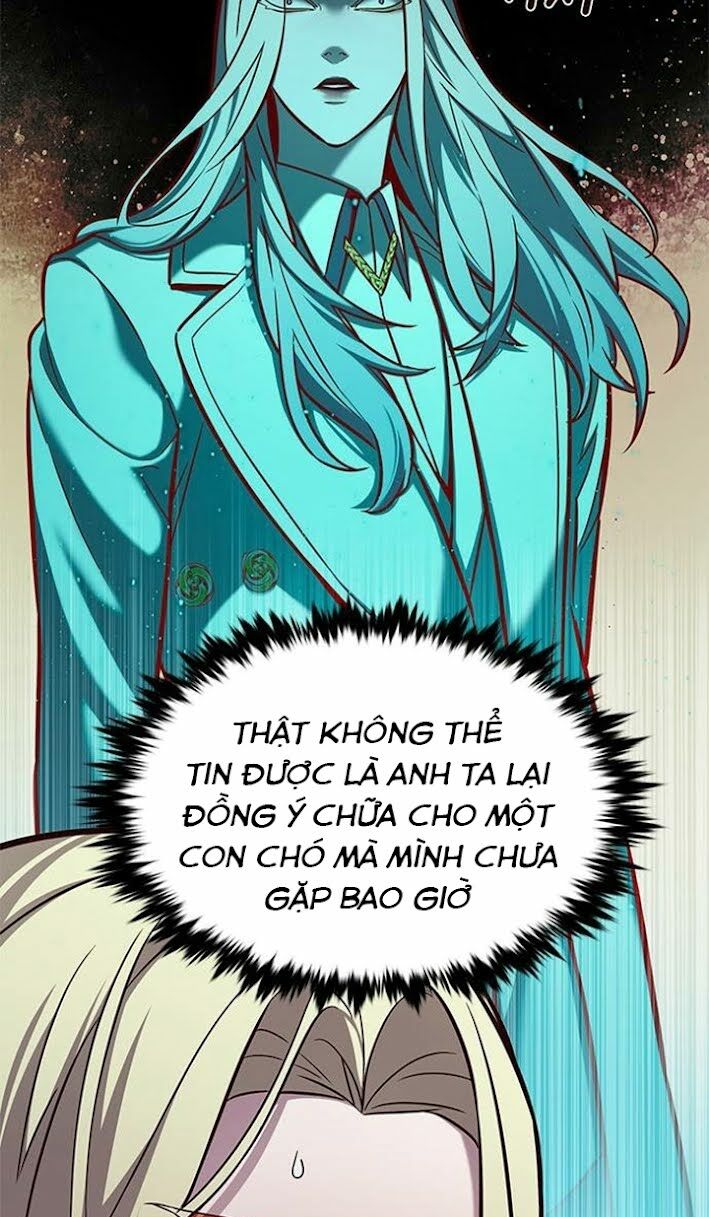 THẬT KHÔNG THỂ
TIN ĐƯỢC LÀ ANH TA LẠI
ĐỒNG Ý CHỮA CHO MỘT
CON CHÓ MÀ MÌNH CHƯA
GẶP BAO GIỜ